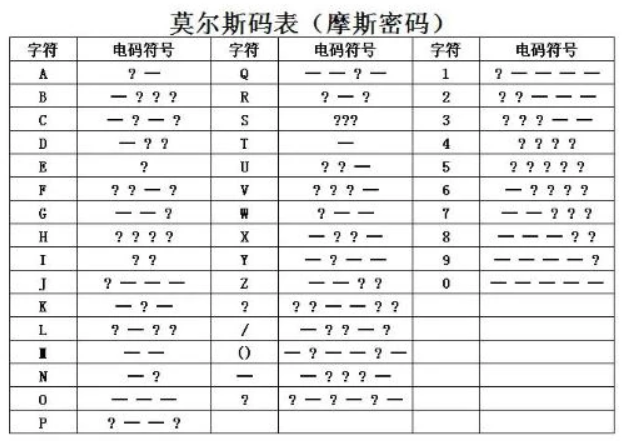 莫尔斯码表（摩斯密码）
字符 电码符号 字符 电码符号 字符 电码符号
A ? — Q — — ? — 1 ? — — — —
B — ? ? ? R ? — ? 2 ? ? — — —
C — ? — ? S ??? 3 ? ? ? — —
D — ? ? T — 4 ? ? ? ?
E ? U ? ? — 5 ? ? ? ? ?
F ? ? — ? V ? ? ? — 6 — ? ? ? ?
G — — ? W ? — — 7 — — ? ? ?
H ? ? ? ? X — ? ? — 8 — — — ? ?
I ? ? Y — ? — — 9 — — — — ?
J ? — — — Z — — ? ? 0 — — — — —
K — ? — ? ? ? — — ? ?
L ? — ? ? / — ? ? — ?
M — — () — ? — — ? —
N — ? — — ? ? ? —
O — — — ? ? — ? — ? —
P ? — — ?